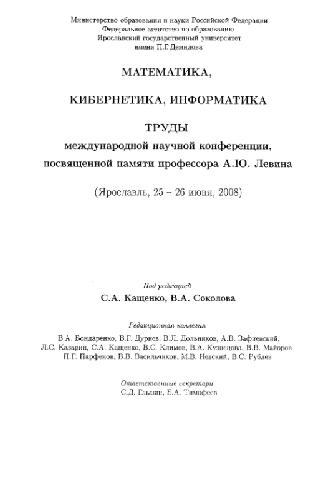 Министерство образования и науки Российской Федерации
Федеральное агентство по образованию
Ярославский государственный университет
имени П.Г.Демидова
МАТЕМАТИКА,
КИБЕРНЕТИКА, ИНФОРМАТИКА
ТРУДЫ
международной научной конференции,
посвященной памяти профессора А.Ю. Левина
(Ярославль, 25 – 26 июня, 2008)
Под редакцией
С.А. Кащенко, В.А. Соколова
Редакционная коллегия
В.А. Бондаренко, В.Г. Дурнев, В.Л. Дольников, А.В. Зафиевский,
Л.С. Казарин, С.А. Кащенко, В.С. Климов, В.А. Кузнецова, В.В. Майоров
П.Г. Парфенов, В.В. Васильчиков, М.В. Невский, В.С. Рублев
Ответственные секретари
С.Д. Глызин, Е.А. Тимофеев